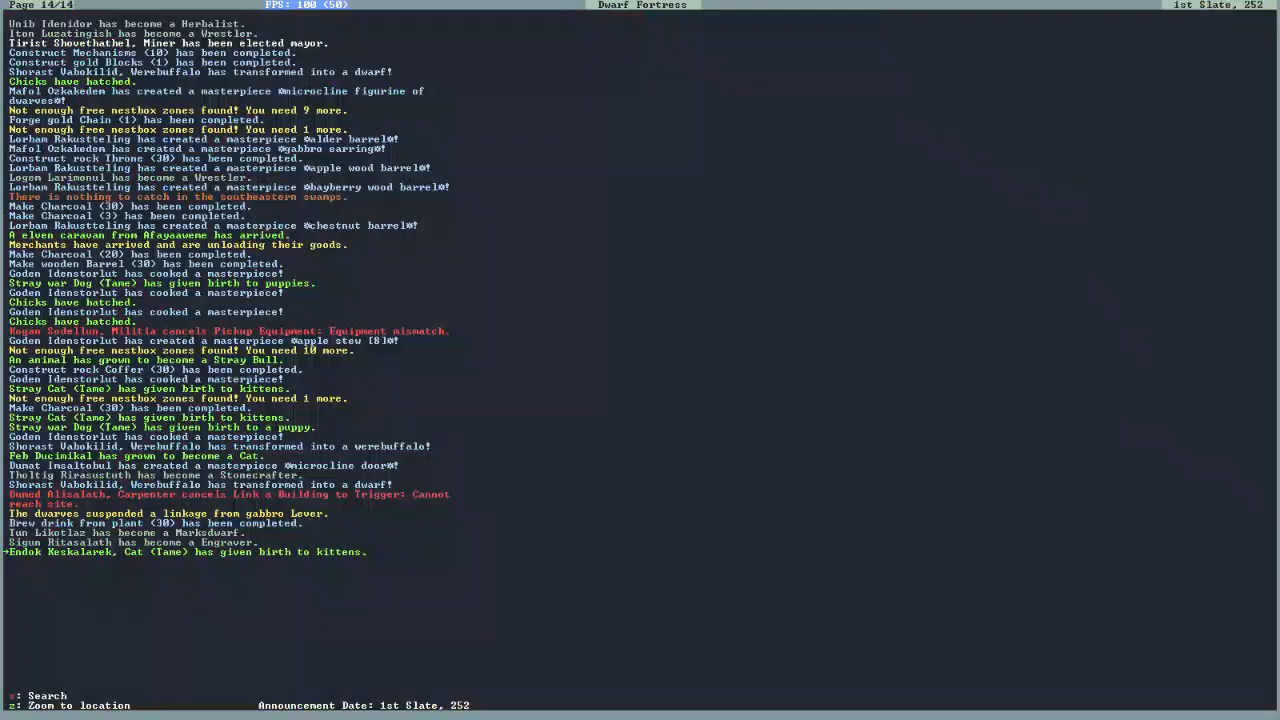 Page 14/14 FPS: 100 (50) Dwarf Fortress 1st Slate, 252
Unib Idenidor has become a Herbalist.
Iton Luzatingish has become a Wrestler.
Tirist Shovethathel, Miner has been elected mayor.
Construct Mechanisms (10) has been completed.
Construct gold Blocks (1) has been completed.
Shorast Vabokilid, Werebuffalo has transformed into a dwarf!
Chicks have hatched.
Mafol Ozkakedem has created a masterpiece ☼microcline figurine of
dwarves☼!
Not enough free nestbox zones found! You need 9 more.
Forge gold Chain (1) has been completed.
Not enough free nestbox zones found! You need 1 more.
Lorbam Rakustteling has created a masterpiece ☼alder barrel☼!
Mafol Ozkakedem has created a masterpiece ☼gabbro earring☼!
Construct rock Throne (30) has been completed.
Lorbam Rakustteling has created a masterpiece ☼apple wood barrel☼!
Logem Larimonul has become a Wrestler.
Lorbam Rakustteling has created a masterpiece ☼bayberry wood barrel☼!
There is nothing to catch in the southeastern swamps.
Make Charcoal (30) has been completed.
Make Charcoal (3) has been completed.
Lorbam Rakustteling has created a masterpiece ☼chestnut barrel☼!
A elven caravan from Afayaaweme has arrived.
Merchants have arrived and are unloading their goods.
Make Charcoal (20) has been completed.
Make wooden Barrel (30) has been completed.
Goden Idenstorlut has cooked a masterpiece!
Stray war Dog (Tame) has given birth to puppies.
Goden Idenstorlut has cooked a masterpiece!
Chicks have hatched.
Goden Idenstorlut has cooked a masterpiece!
Chicks have hatched.
Kogan Sodellun, Militia cancels Pickup Equipment: Equipment mismatch.
Goden Idenstorlut has created a masterpiece ☼apple stew [8]☼!
Not enough free nestbox zones found! You need 10 more.
An animal has grown to become a Stray Bull.
Construct rock Coffer (30) has been completed.
Goden Idenstorlut has cooked a masterpiece!
Stray Cat (Tame) has given birth to kittens.
Not enough free nestbox zones found! You need 1 more.
Make Charcoal (30) has been completed.
Stray Cat (Tame) has given birth to kittens.
Stray war Dog (Tame) has given birth to a puppy.
Goden Idenstorlut has cooked a masterpiece!
Shorast Vabokilid, Werebuffalo has transformed into a werebuffalo!
Feb Ducimikal has grown to become a Cat.
Dumat Imsaltobul has created a masterpiece ☼microcline door☼!
Tholtig Rirasustuth has become a Stonecrafter.
Shorast Vabokilid, Werebuffalo has transformed into a dwarf!
Dumed Alisalath, Carpenter cancels Link a Building to Trigger: Cannot
reach site.
The dwarves suspended a linkage from gabbro Lever.
Brew drink from plant (30) has been completed.
Tun Likotlaz has become a Marksdwarf.
Sigun Ritasalath has become a Engraver.
→Endok Keskalarek, Cat (Tame) has given birth to kittens.
s: Search
z: Zoom to location Announcement Date: 1st Slate, 252